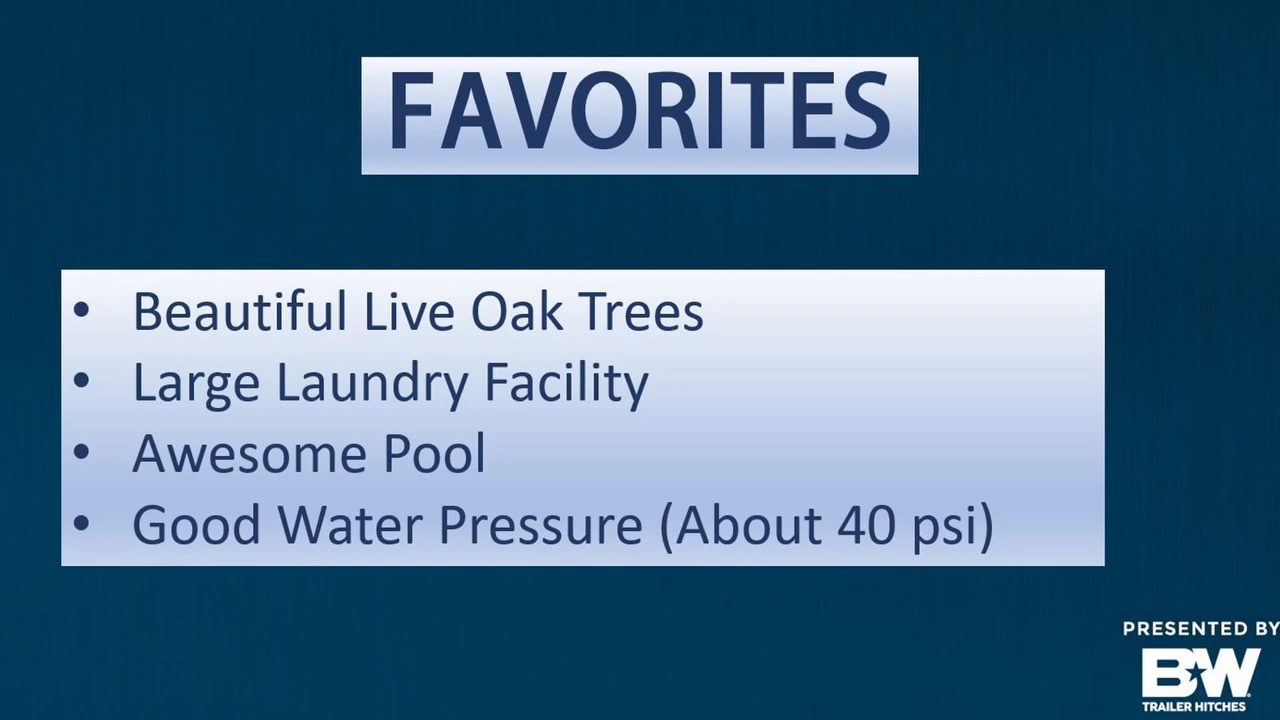 FAVORITES
• Beautiful Live Oak Trees
• Large Laundry Facility
• Awesome Pool
• Good Water Pressure (About 40 psi)
PRESENTED BY
B&W
TRAILER HITCHES